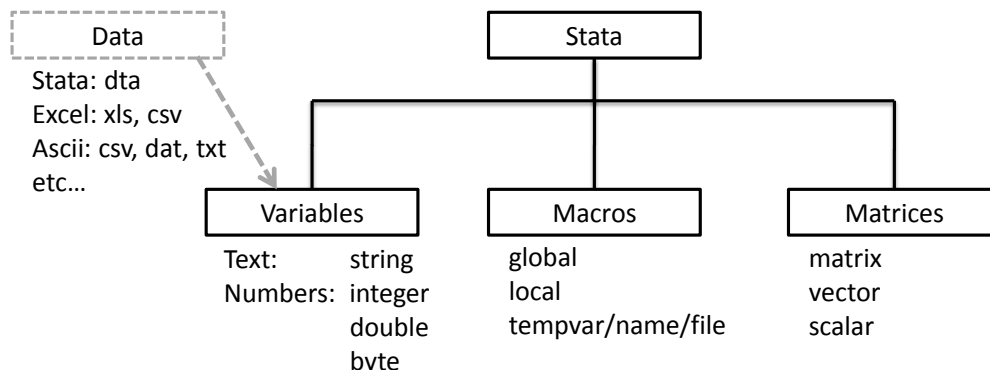 Data
Stata: dta
Excel: xls, csv
Ascii: csv, dat, txt
etc…
Stata
Variables
Text: string
Numbers: integer
double
byte
Macros
global
local
tempvar/name/file
Matrices
matrix
vector
scalar